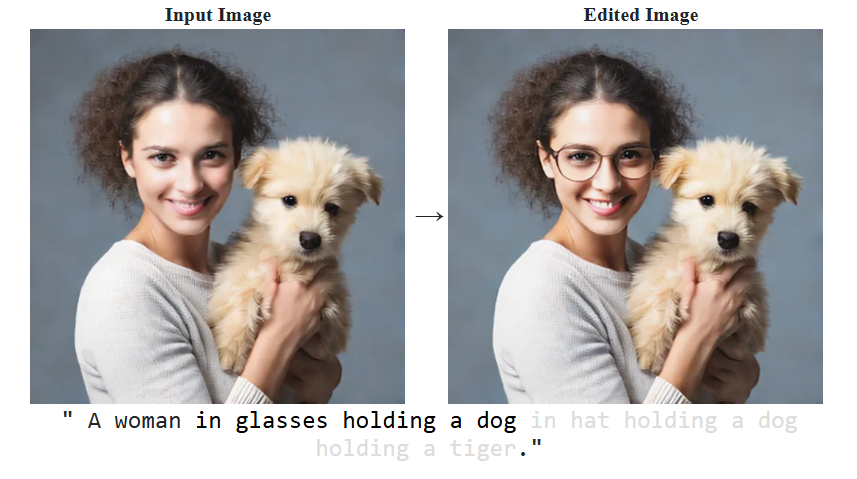 Input Image Edited Image
→
" A woman in glasses holding a dog in hat holding a dog
holding a tiger."